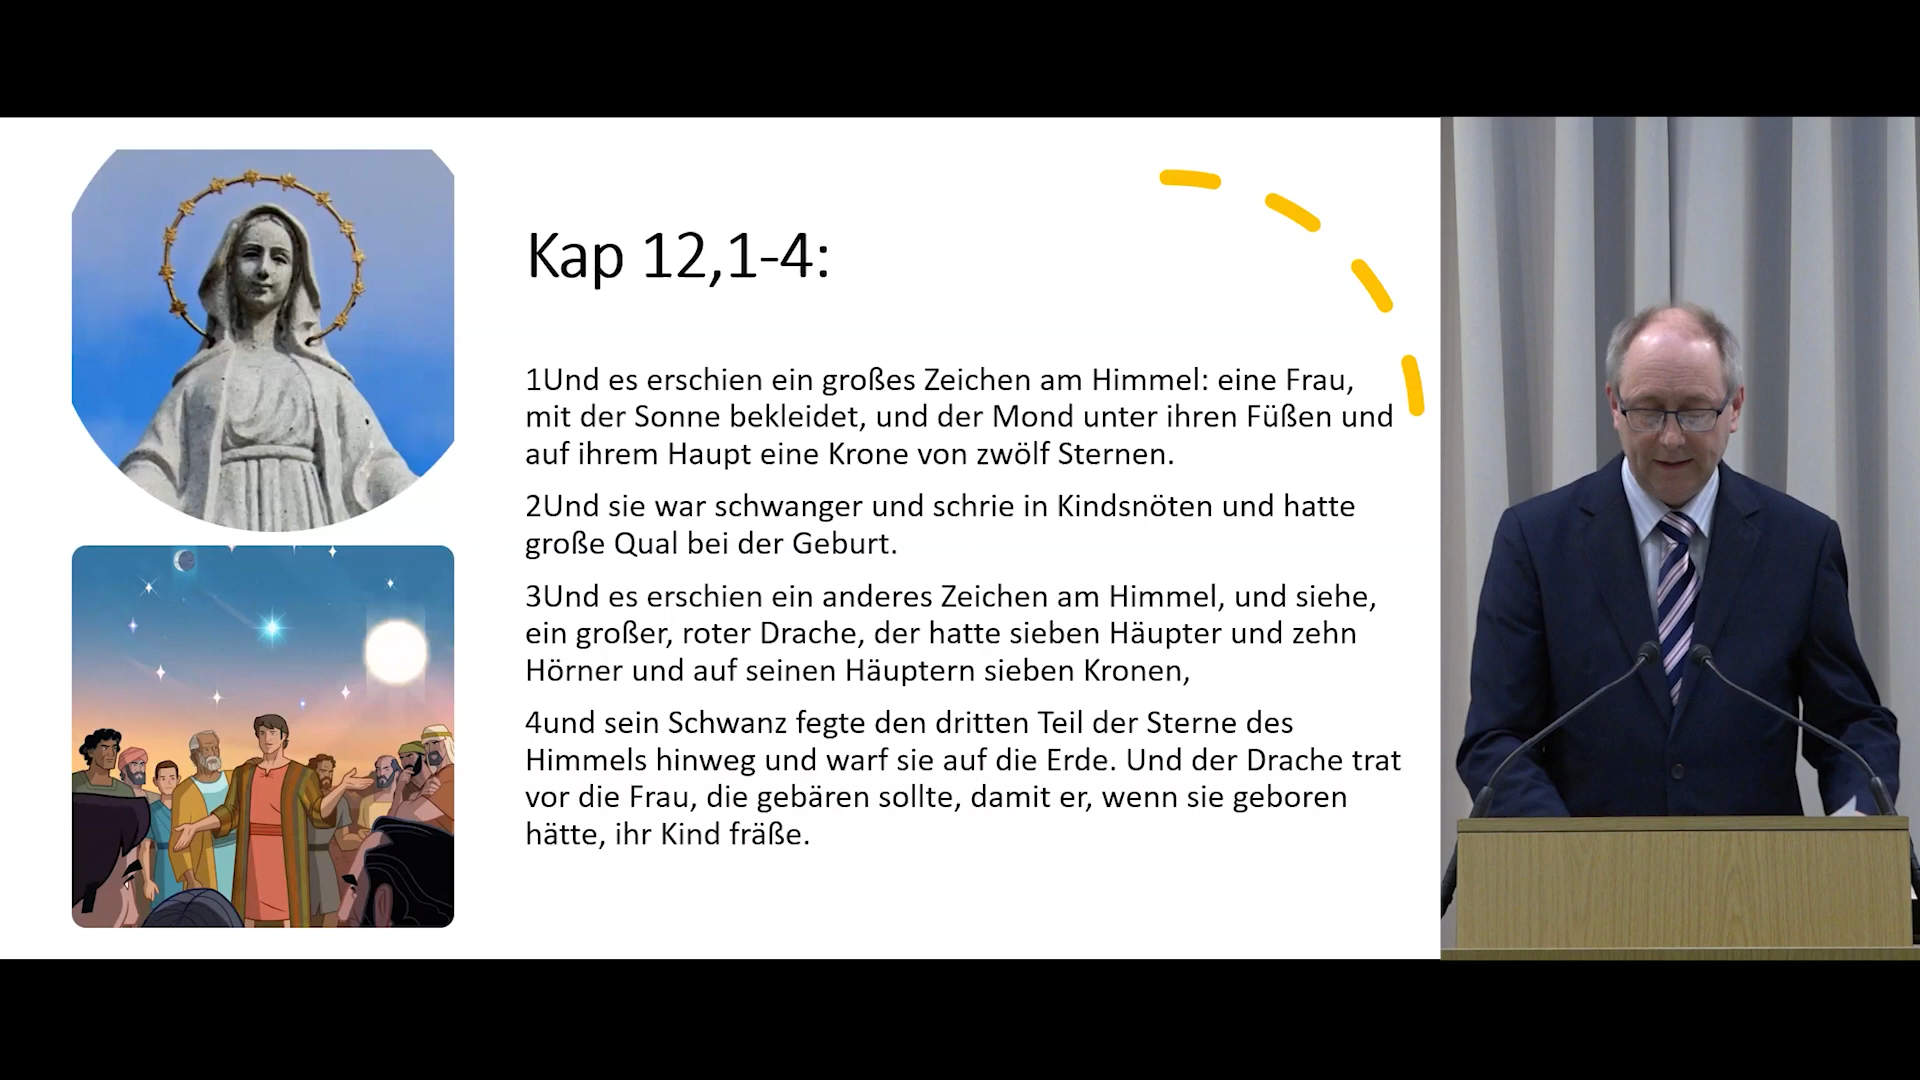 Kap 12,1-4:
1Und es erschien ein großes Zeichen am Himmel: eine Frau,
mit der Sonne bekleidet, und der Mond unter ihren Füßen und
auf ihrem Haupt eine Krone von zwölf Sternen.
2Und sie war schwanger und schrie in Kindsnöten und hatte
große Qual bei der Geburt.
3Und es erschien ein anderes Zeichen am Himmel, und siehe,
ein großer, roter Drache, der hatte sieben Häupter und zehn
Hörner und auf seinen Häuptern sieben Kronen,
4und sein Schwanz fegte den dritten Teil der Sterne des
Himmels hinweg und warf sie auf die Erde. Und der Drache trat
vor die Frau, die gebären sollte, damit er, wenn sie geboren
hätte, ihr Kind fräße.